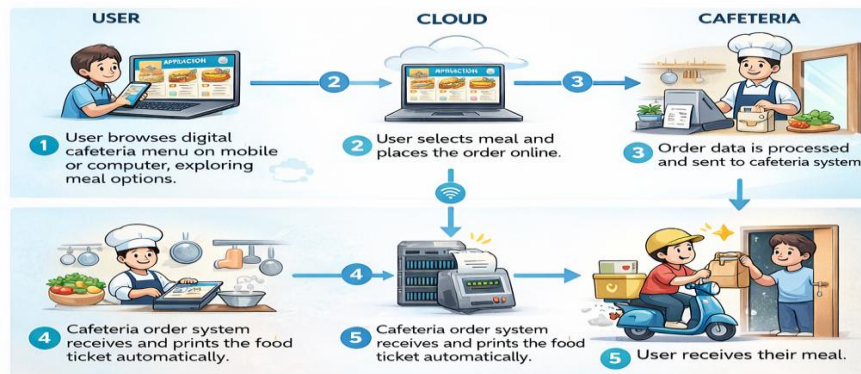 USER
CLOUD
CAFETERIA
APPRACION
APPRACION
2
3
1
User browses digital
cafeteria menu on mobile
or computer, exploring
meal options.
2
User selects meal and
places the order online.
3
Order data is processed
and sent to cafeteria system
4
4
Cafeteria order system
receives and prints the food
ticket automatically.
5
Cafeteria order system
receives and prints the food
ticket automatically.
5
User receives their meal.